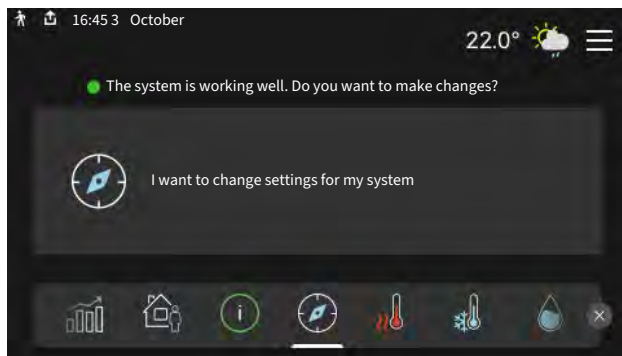 16:45 3 October
22.0°
The system is working well. Do you want to make changes?
I want to change settings for my system
i